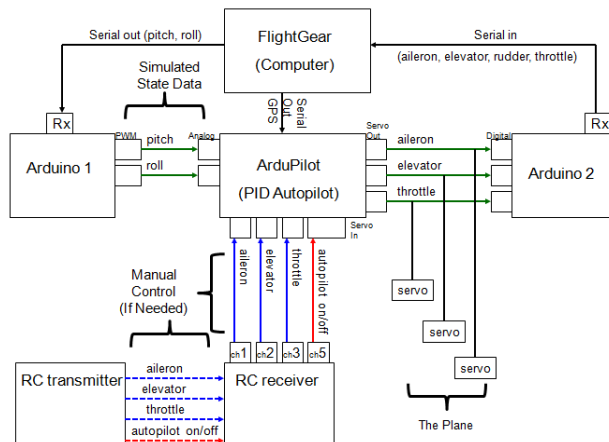 Serial out (pitch, roll)
FlightGear
(Computer)
Serial in
(aileron, elevator, rudder, throttle)
Simulated
State Data
Serial Out
GPS
Rx
PWM
pitch
roll
Analog
Arduino 1
ArduPilot
(PID Autopilot)
Servo
Out
aileron
elevator
throttle
Digital
Rx
Arduino 2
Servo
In
aileron
elevator
throttle
autopilot
on/off
Manual
Control
(If Needed)
servo
servo
servo
The Plane
ch1
ch2
ch3
ch5
RC transmitter
aileron
elevator
throttle
autopilot on/off
RC receiver